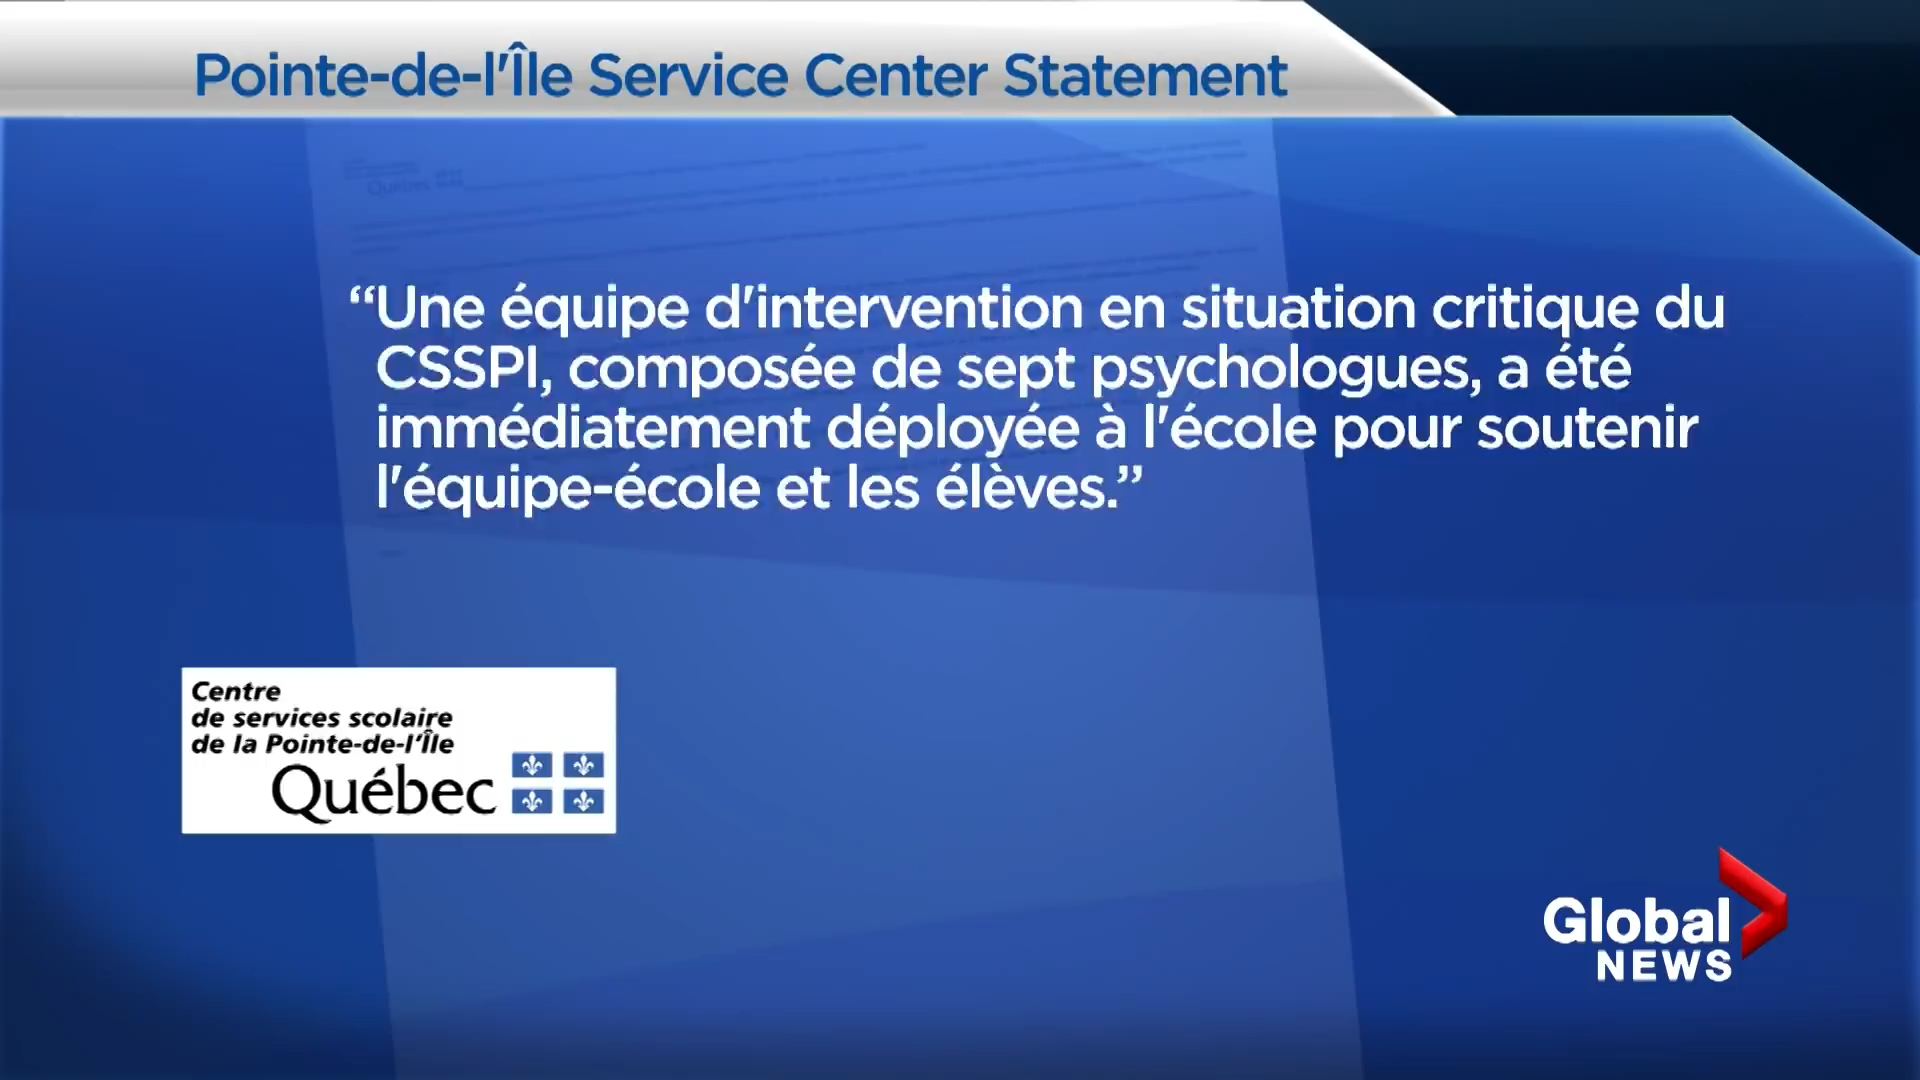 Pointe-de-l'Île Service Center Statement
Québec
“Une équipe d'intervention en situation critique du
CSSPI, composée de sept psychologues, a été
immédiatement déployée à l'école pour soutenir
l'équipe-école et les élèves.”
Centre
de services scolaire
de la Pointe-de-l'Île
Québec
Global
NEWS